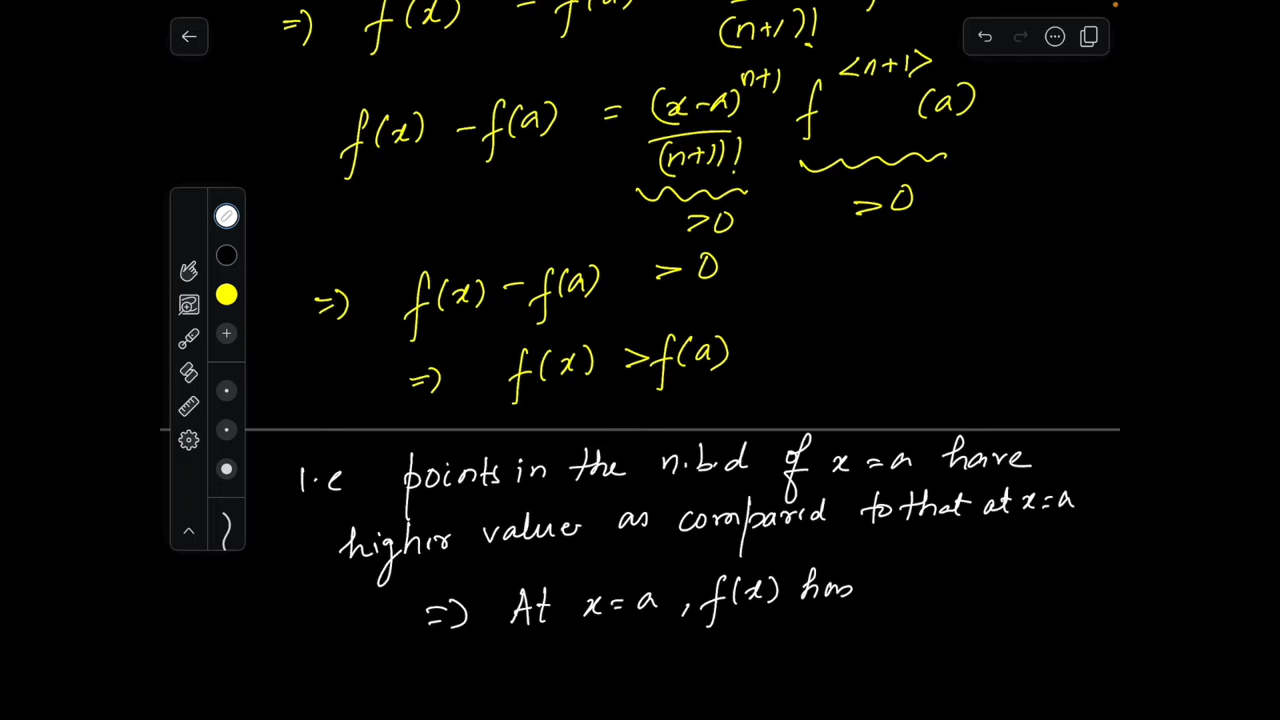 => f(x) = f(a) (n+1)!
f(x) - f(a) = (x-a)^{n+1}/(n+1)! f^{<n+1>}(a)
>0 >0
=> f(x) - f(a) > 0
=> f(x) > f(a)
I.e points in the n.b.d of x = a have
higher values as compared to that at x=a
=> At x=a, f(x) has